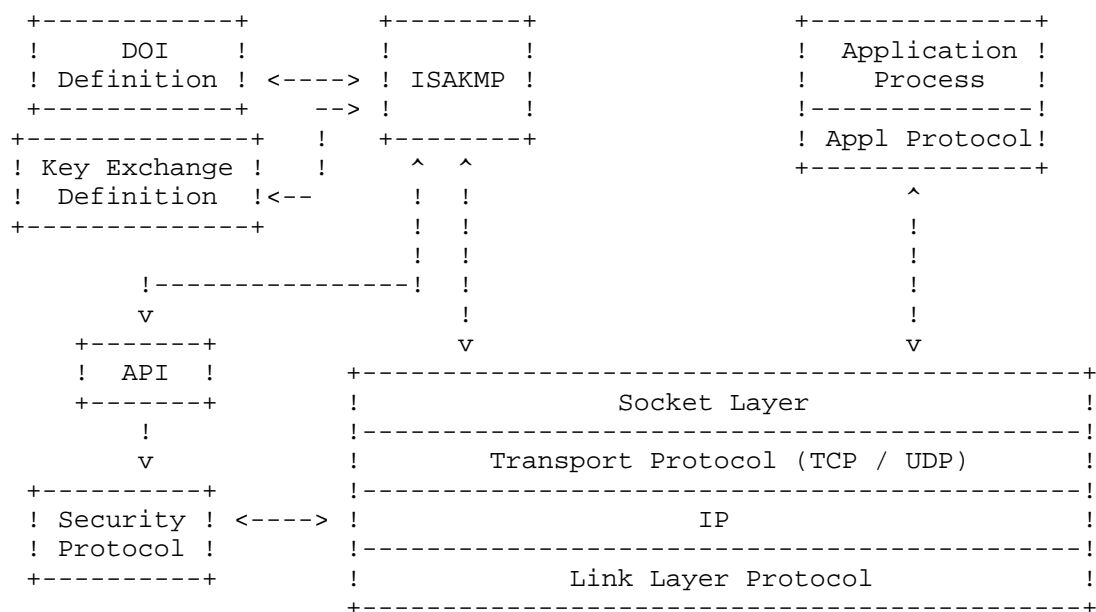 +------------+        +--------+                +--------------+
!     DOI    !        !        !                !  Application !
! Definition ! <----> ! ISAKMP !                !    Process   !
+------------+    --> !        !                !--------------!
+--------------+    !   +--------+                ! Appl Protocol!
! Key Exchange !    !     ^  ^                    +--------------+
!  Definition  !<--       !  !                           ^
+--------------+          !  !                           !
!  !                           !
!----------------!  !                           !
v                   !                           !
+-------+               v                           v
!  API  !        +---------------------------------------------+
+-------+        !                Socket Layer                 !
!            !---------------------------------------------!
v            !        Transport Protocol (TCP / UDP)       !
+----------+        !---------------------------------------------!
! Security ! <----> !                     IP                      !
! Protocol !        !---------------------------------------------!
+----------+        !             Link Layer Protocol             !
+---------------------------------------------+